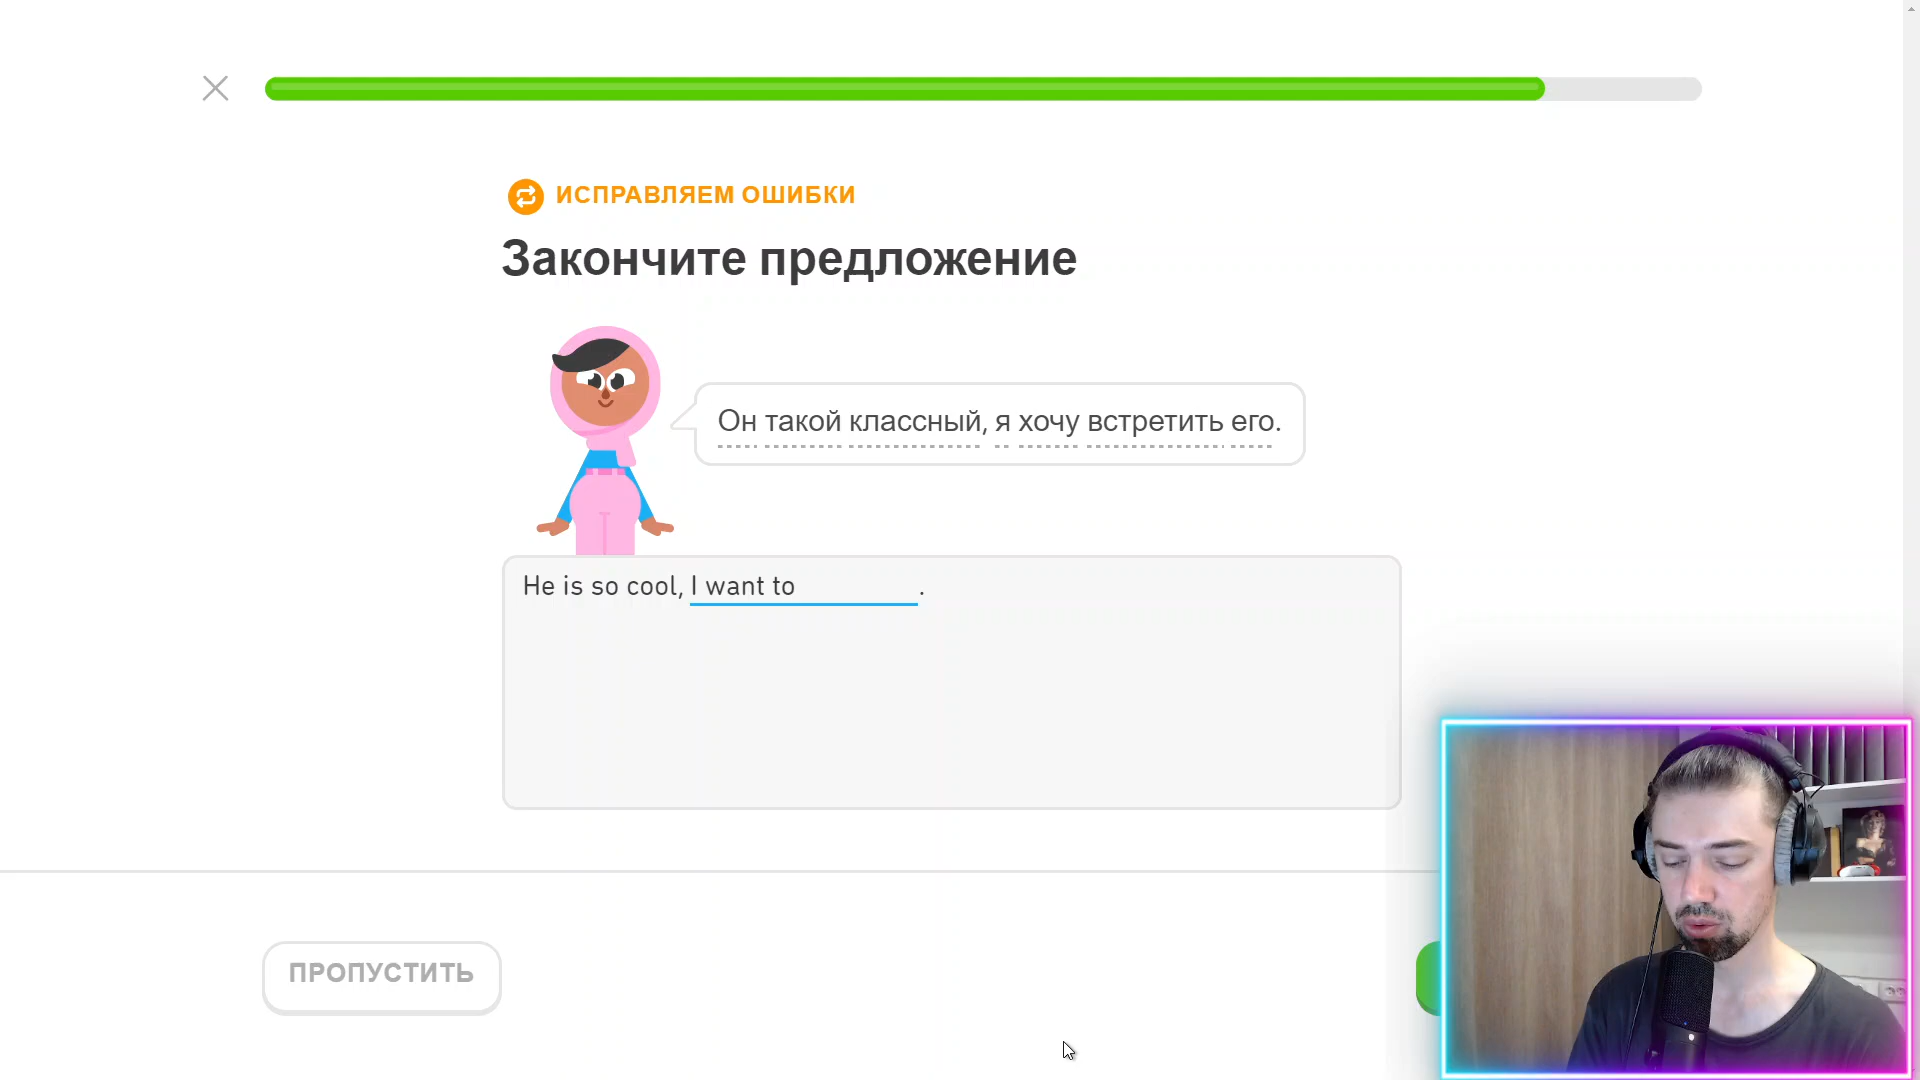 ИСПРАВЛЯЕМ ОШИБКИ
Закончите предложение
Он такой классный, я хочу встретить его.
He is so cool, I want to .
ПРОПУСТИТЬ